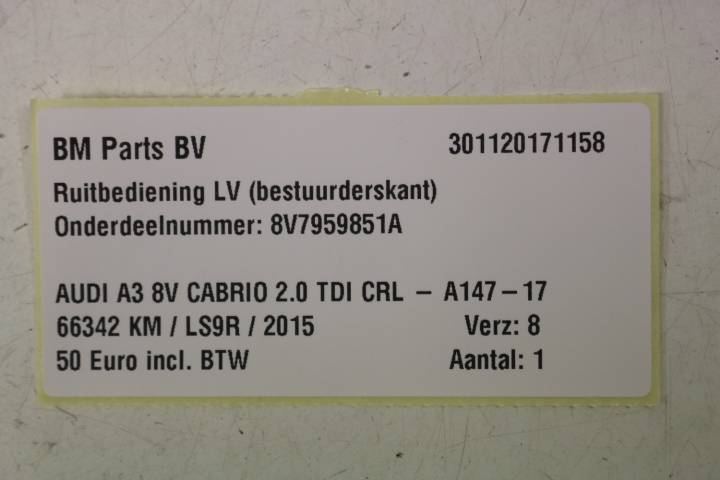 BM Parts BV 301120171158
Ruitbediening LV (bestuurderskant)
Onderdeelnummer: 8V7959851A
AUDI A3 8V CABRIO 2.0 TDI CRL – A147–17
66342 KM / LS9R / 2015 Verz: 8
50 Euro incl. BTW Aantal: 1